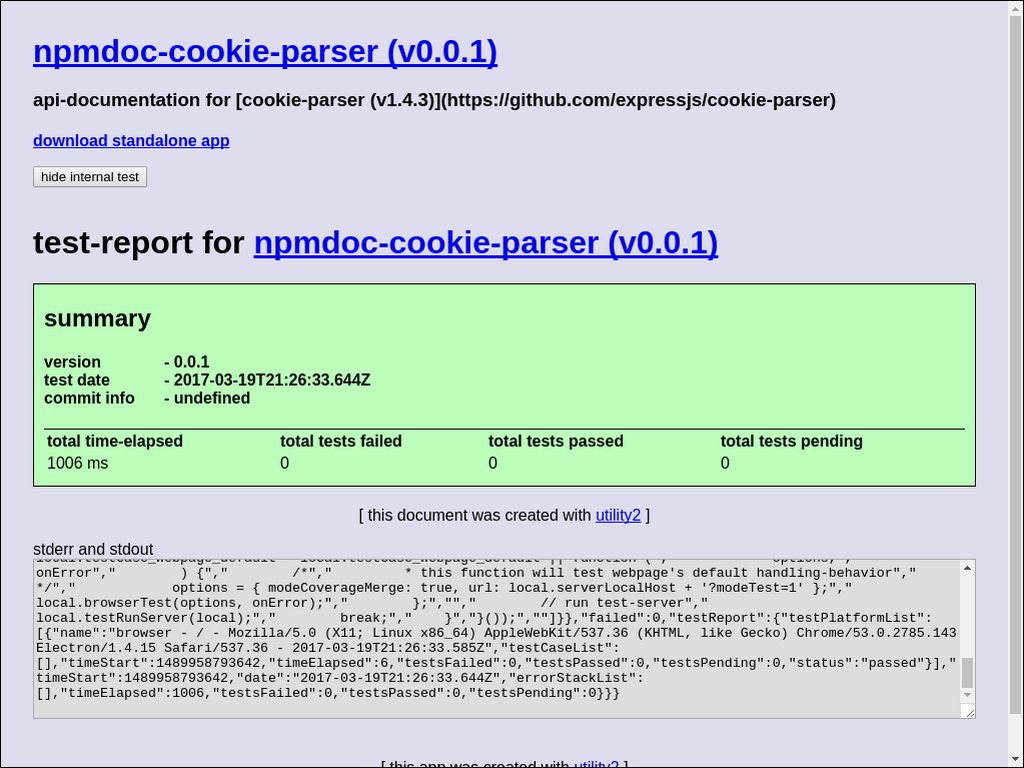 npmdoc-cookie-parser (v0.0.1)
api-documentation for [cookie-parser (v1.4.3)](https://github.com/expressjs/cookie-parser)
download standalone app
hide internal test
test-report for npmdoc-cookie-parser (v0.0.1)
summary
version - 0.0.1
test date - 2017-03-19T21:26:33.644Z
commit info - undefined
total time-elapsed total tests failed total tests passed total tests pending
1006 ms 0 0 0
[ this document was created with utility2 ]
stderr and stdout
onError","        ) {","        /*","         * this function will test webpage's default handling-behavior","
*/","            options = { modeCoverageMerge: true, url: local.serverLocalHost + '?modeTest=1' };","
local.browserTest(options, onError);","        };","","        // run test-server","
local.testRunServer(local);","        break;","    }","}());",""]}},"failed":0,"testReport":{"testPlatformList":
[{"name":"browser - / - Mozilla/5.0 (X11; Linux x86_64) AppleWebKit/537.36 (KHTML, like Gecko) Chrome/53.0.2785.143
Electron/1.4.15 Safari/537.36 - 2017-03-19T21:26:33.585Z","testCaseList":
[],"timeStart":1489958793642,"timeElapsed":6,"testsFailed":0,"testsPassed":0,"testsPending":0,"status":"passed"}],"
timeStart":1489958793642,"date":"2017-03-19T21:26:33.644Z","errorStackList":
[],"timeElapsed":1006,"testsFailed":0,"testsPassed":0,"testsPending":0}}}
[ this app was created with utility2 ]